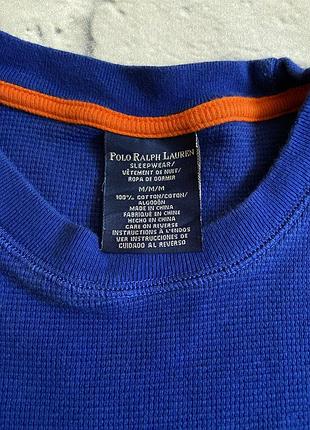 POLO RALPH LAUREN
SLEEPWEAR/
VÊTEMENT DE NUIT/
ROPA DE DORMIR
M/M/M
100% COTTON/COTON/
ALGODÓN
MADE IN CHINA
FABRIQUÉ EN CHINE
HECHO EN CHINA
CARE ON REVERSE
INSTRUCTIONS À L'ENDOS
VER INSTRUCCIONES DE
CUIDADO AL REVERSO